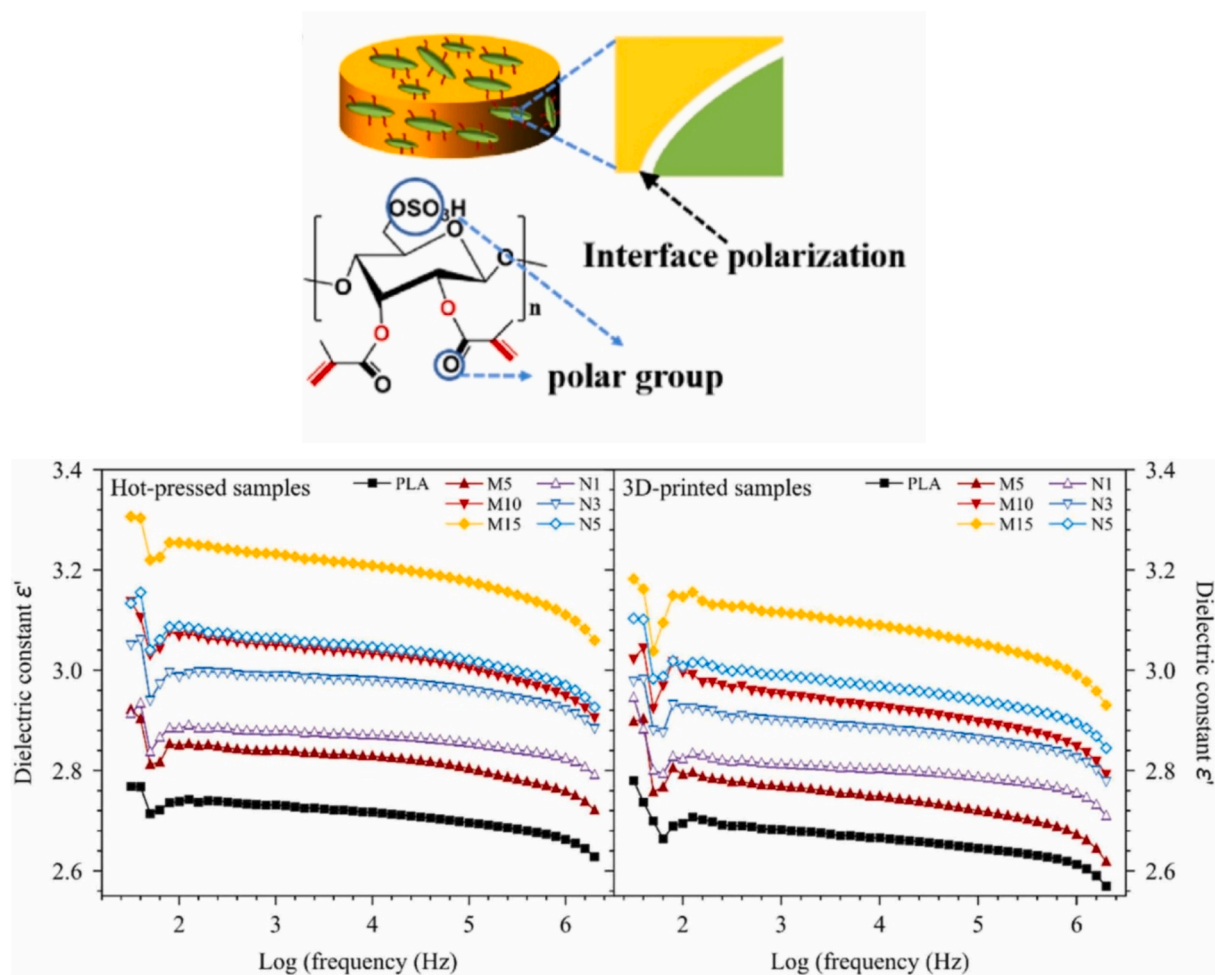 OSO₃H
O
O
O
n
O
O
O
O
Interface polarization
polar group
3.4
3.2
3.0
2.8
2.6
Dielectric constant ε'
Hot-pressed samples
PLA M5 N1
M10 N3
M15 N5
2 3 4 5 6
Log (frequency (Hz)
3D-printed samples
PLA M5 N1
M10 N3
M15 N5
2 3 4 5 6
Log (frequency (Hz)
3.4
3.2
3.0
2.8
2.6
Dielectric constant ε'